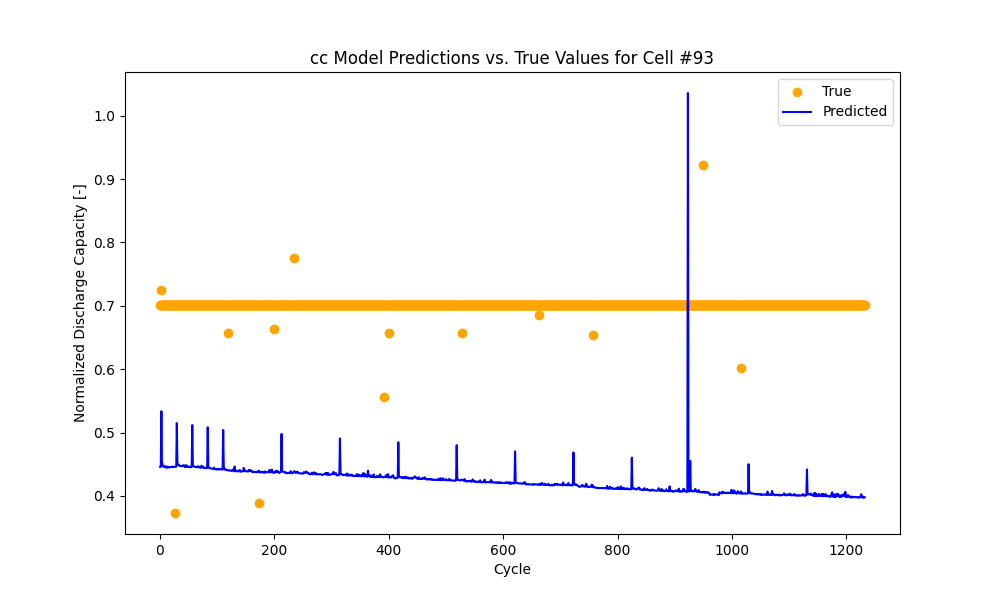 cc Model Predictions vs. True Values for Cell #93
True
Predicted
Normalized Discharge Capacity [-]
1.0
0.9
0.8
0.7
0.6
0.5
0.4
0 200 400 600 800 1000 1200
Cycle